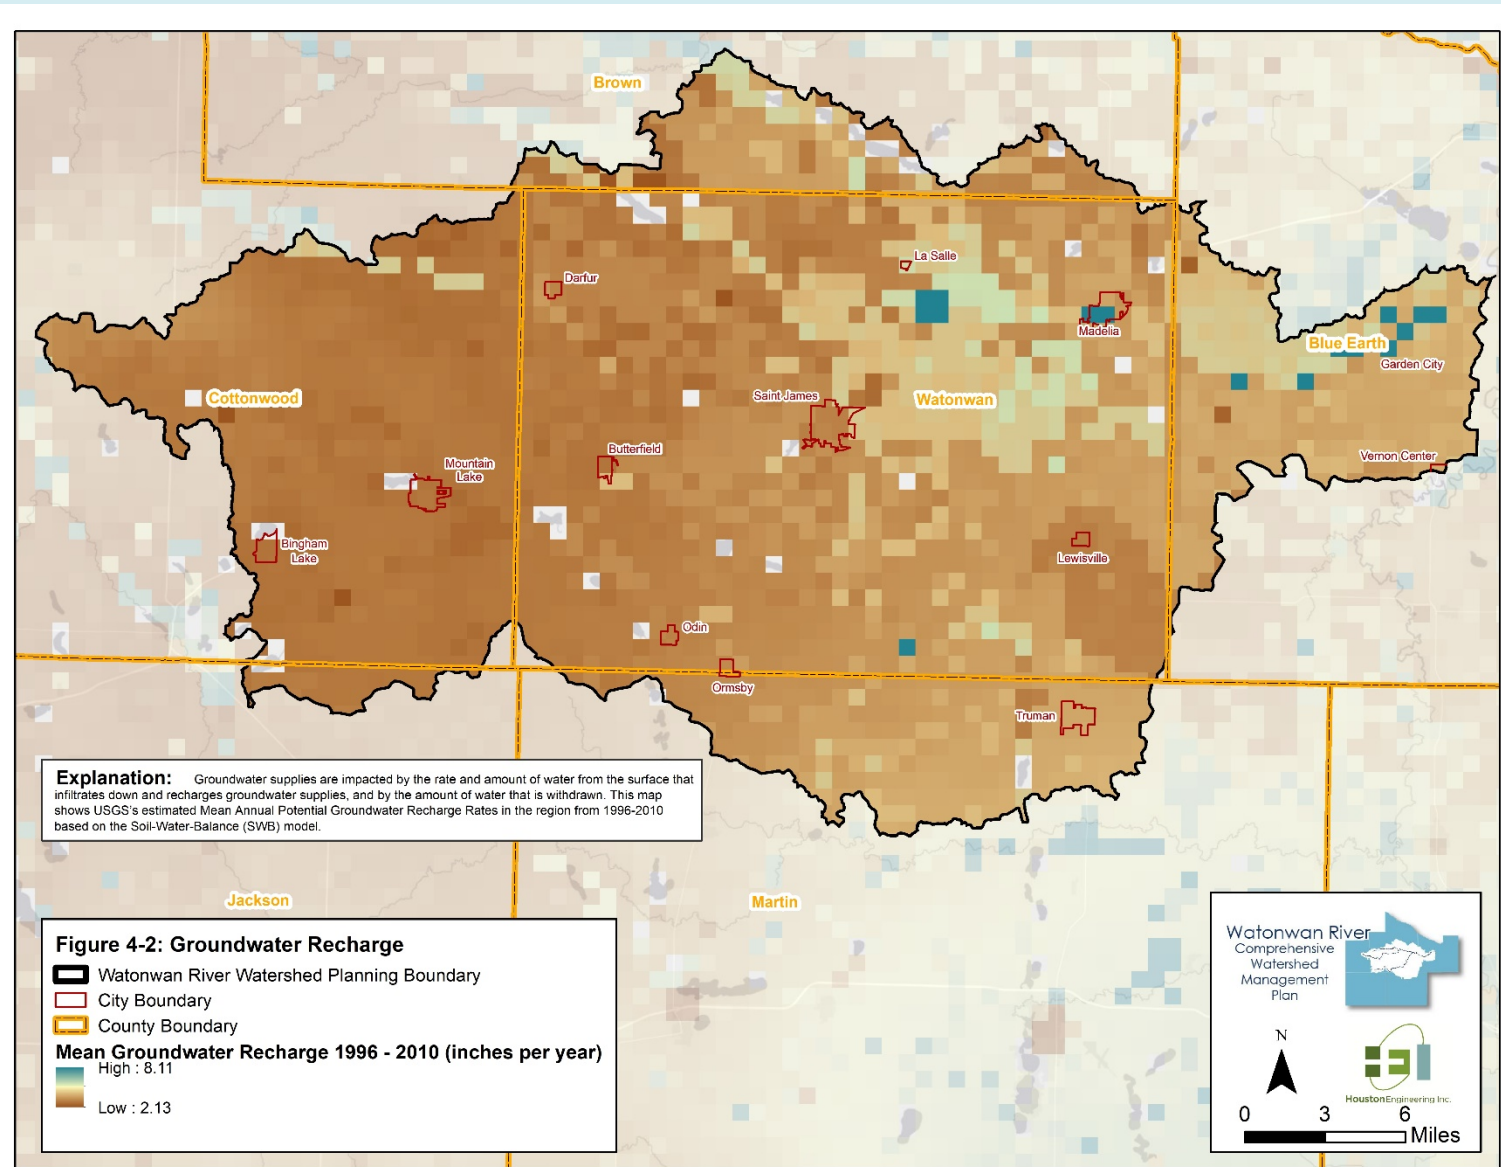 Brown
La Salle
Darfur
Madelia
Blue Earth
Garden City
Cottonwood
Saint James
Watonwan
Butterfield
Vernon Center
Mountain
Lake
Bingham
Lake
Lewisville
Odin
Ormsby
Truman
Explanation: Groundwater supplies are impacted by the rate and amount of water from the surface that
infiltrates down and recharges groundwater supplies, and by the amount of water that is withdrawn. This map
shows USGS's estimated Mean Annual Potential Groundwater Recharge Rates in the region from 1996-2010
based on the Soil-Water-Balance (SWB) model.
Jackson
Martin
Figure 4-2: Groundwater Recharge
Watonwan River Watershed Planning Boundary
City Boundary
County Boundary
Mean Groundwater Recharge 1996 - 2010 (inches per year)
High : 8.11
Low : 2.13
Watonwan River
Comprehensive
Watershed
Management
Plan
N
HoustonEngineering Inc.
0 3 6
Miles